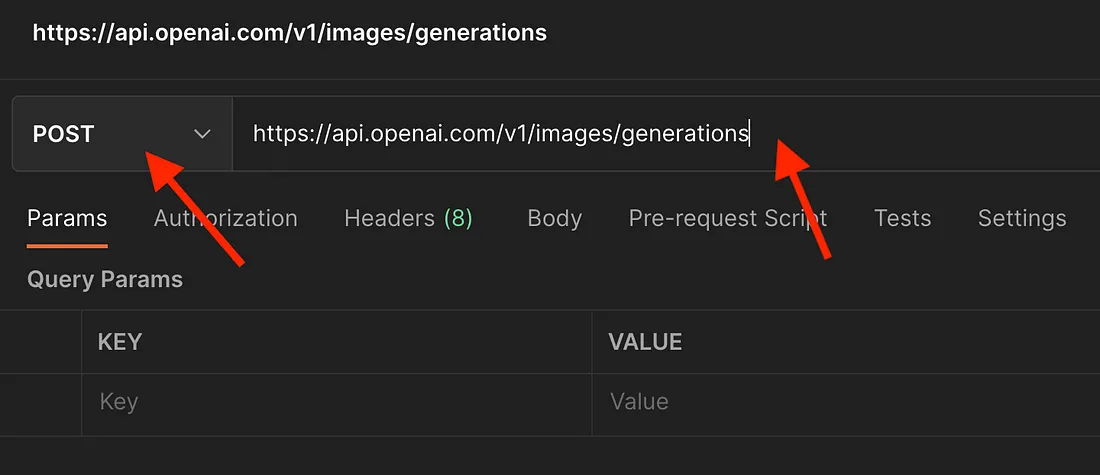 https://api.openai.com/v1/images/generations
POST https://api.openai.com/v1/images/generations
Params Authorization Headers (8) Body Pre-request Script Tests Settings
Query Params
KEY VALUE
Key Value